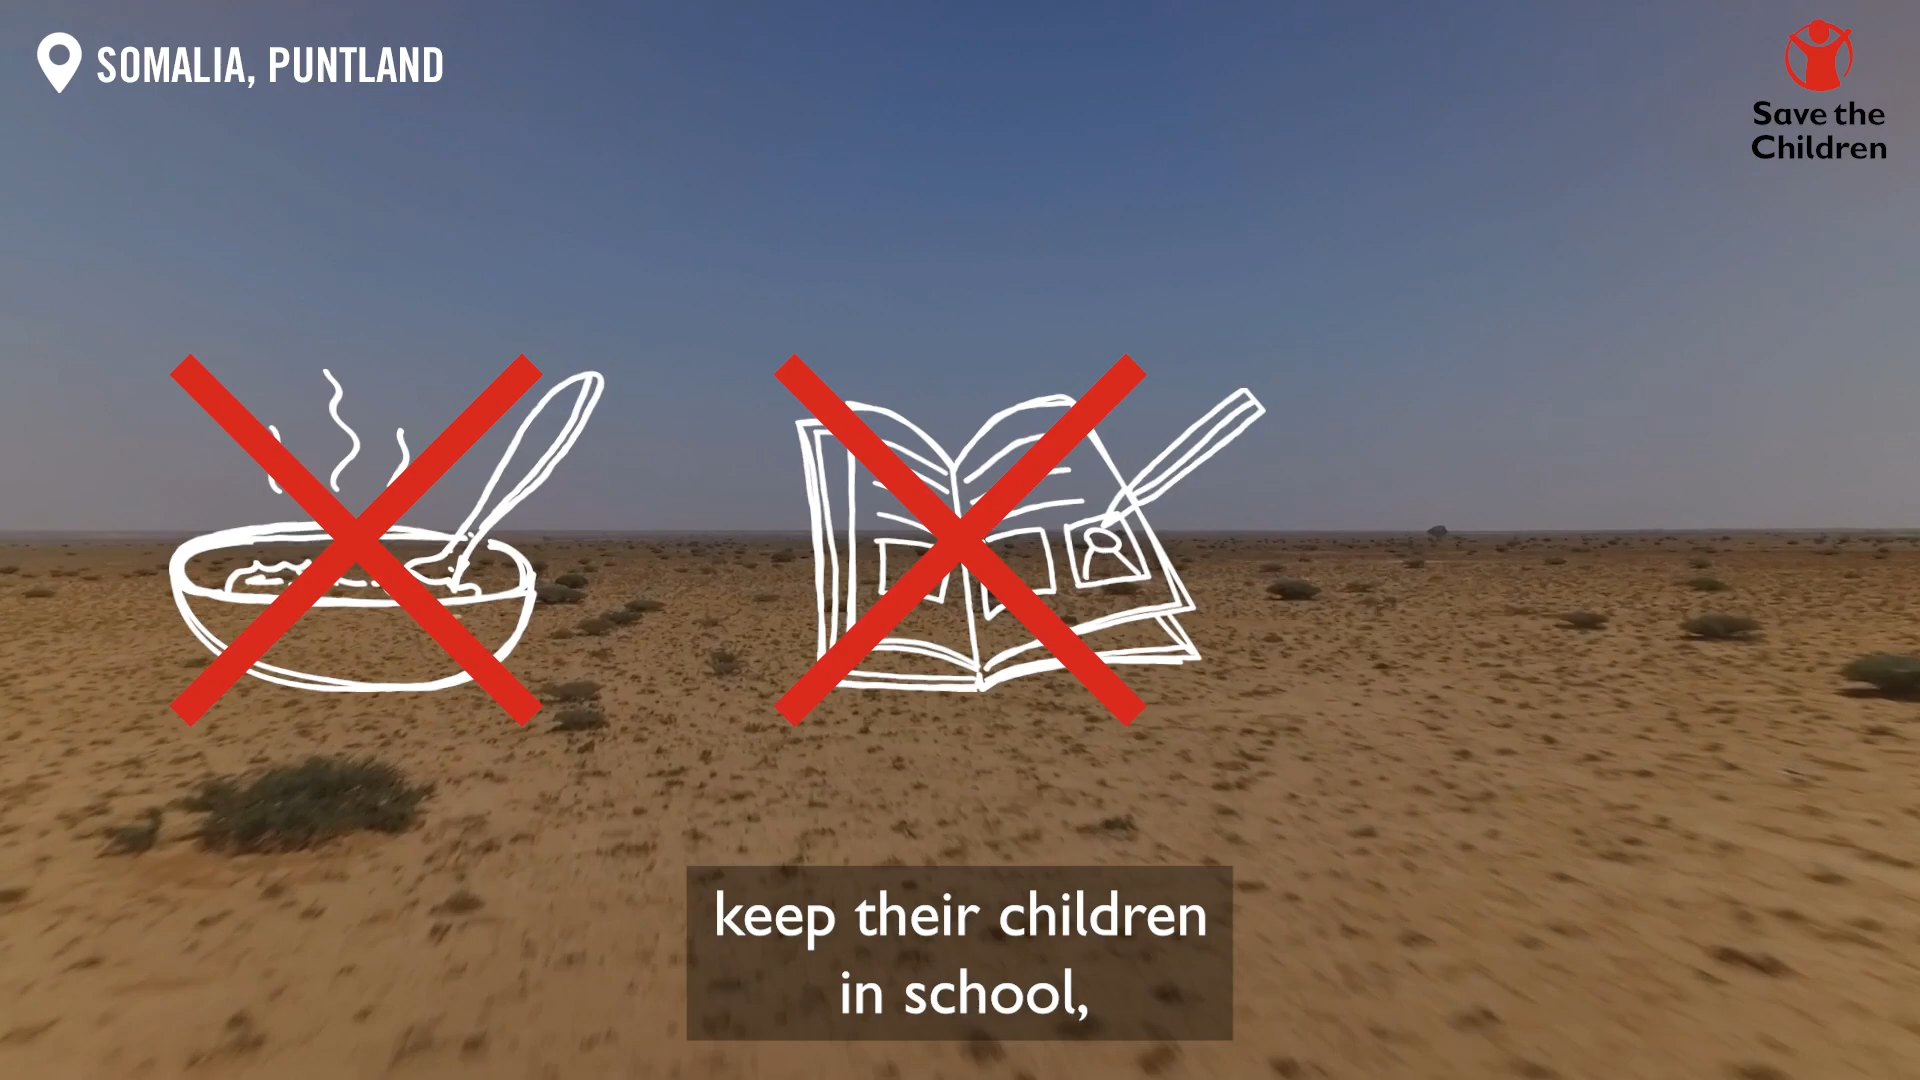 SOMALIA, PUNTLAND
Save the
Children
keep their children
in school,